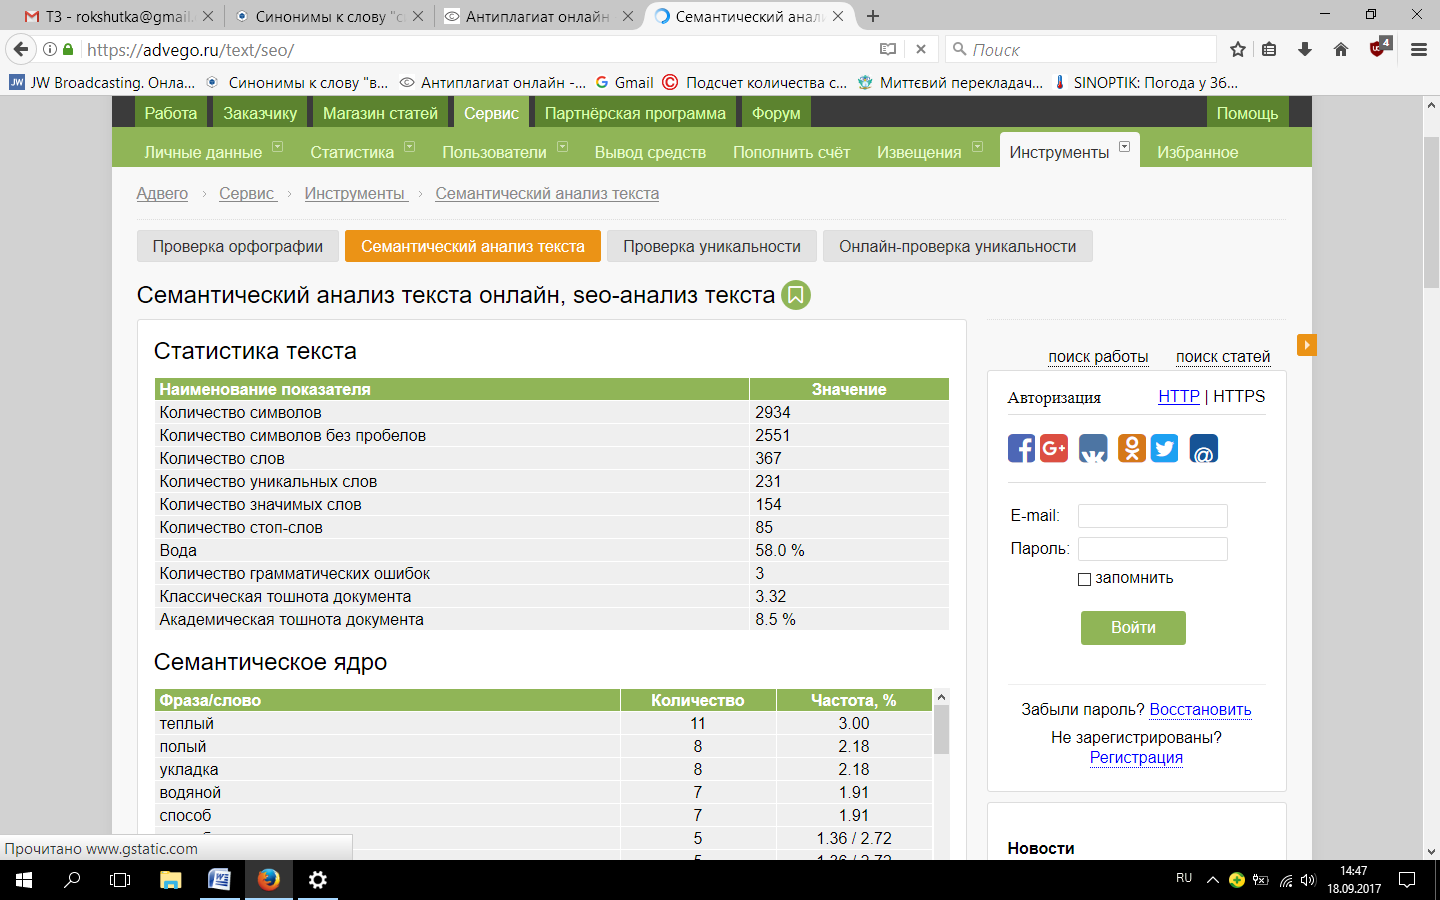 ТЗ - rokshutka@gmail.
Синонимы к слову "с
Антиплагиат онлайн
Семантический анали
https://advego.ru/text/seo/
Поиск
4
JW Broadcasting. Онла...
Синонимы к слову "в...
Антиплагиат онлайн -...
Gmail
Подсчет количества с...
Миттєвий перекладач...
SINOPTIK: Погода у Зб...
Работа
Заказчику
Магазин статей
Сервис
Партнёрская программа
Форум
Помощь
Личные данные
Статистика
Пользователи
Вывод средств
Пополнить счёт
Извещения
Инструменты
Избранное
Адвего › Сервис › Инструменты › Семантический анализ текста
Проверка орфографии
Семантический анализ текста
Проверка уникальности
Онлайн-проверка уникальности
Семантический анализ текста онлайн, seo-анализ текста
Статистика текста
Наименование показателя Значение
Количество символов 2934
Количество символов без пробелов 2551
Количество слов 367
Количество уникальных слов 231
Количество значимых слов 154
Количество стоп-слов 85
Вода 58.0 %
Количество грамматических ошибок 3
Классическая тошнота документа 3.32
Академическая тошнота документа 8.5 %
Семантическое ядро
Фраза/слово Количество Частота, %
теплый 11 3.00
полый 8 2.18
укладка 8 2.18
водяной 7 1.91
способ 7 1.91
5 1.36 / 2.72
5 1.36 / 2.72
поиск работы поиск статей
Авторизация HTTP | HTTPS
E-mail:
Пароль:
запомнить
Войти
Забыли пароль? Восстановить
Не зарегистрированы?
Регистрация
Новости
Прочитано www.gstatic.com
RU
14:47
18.09.2017